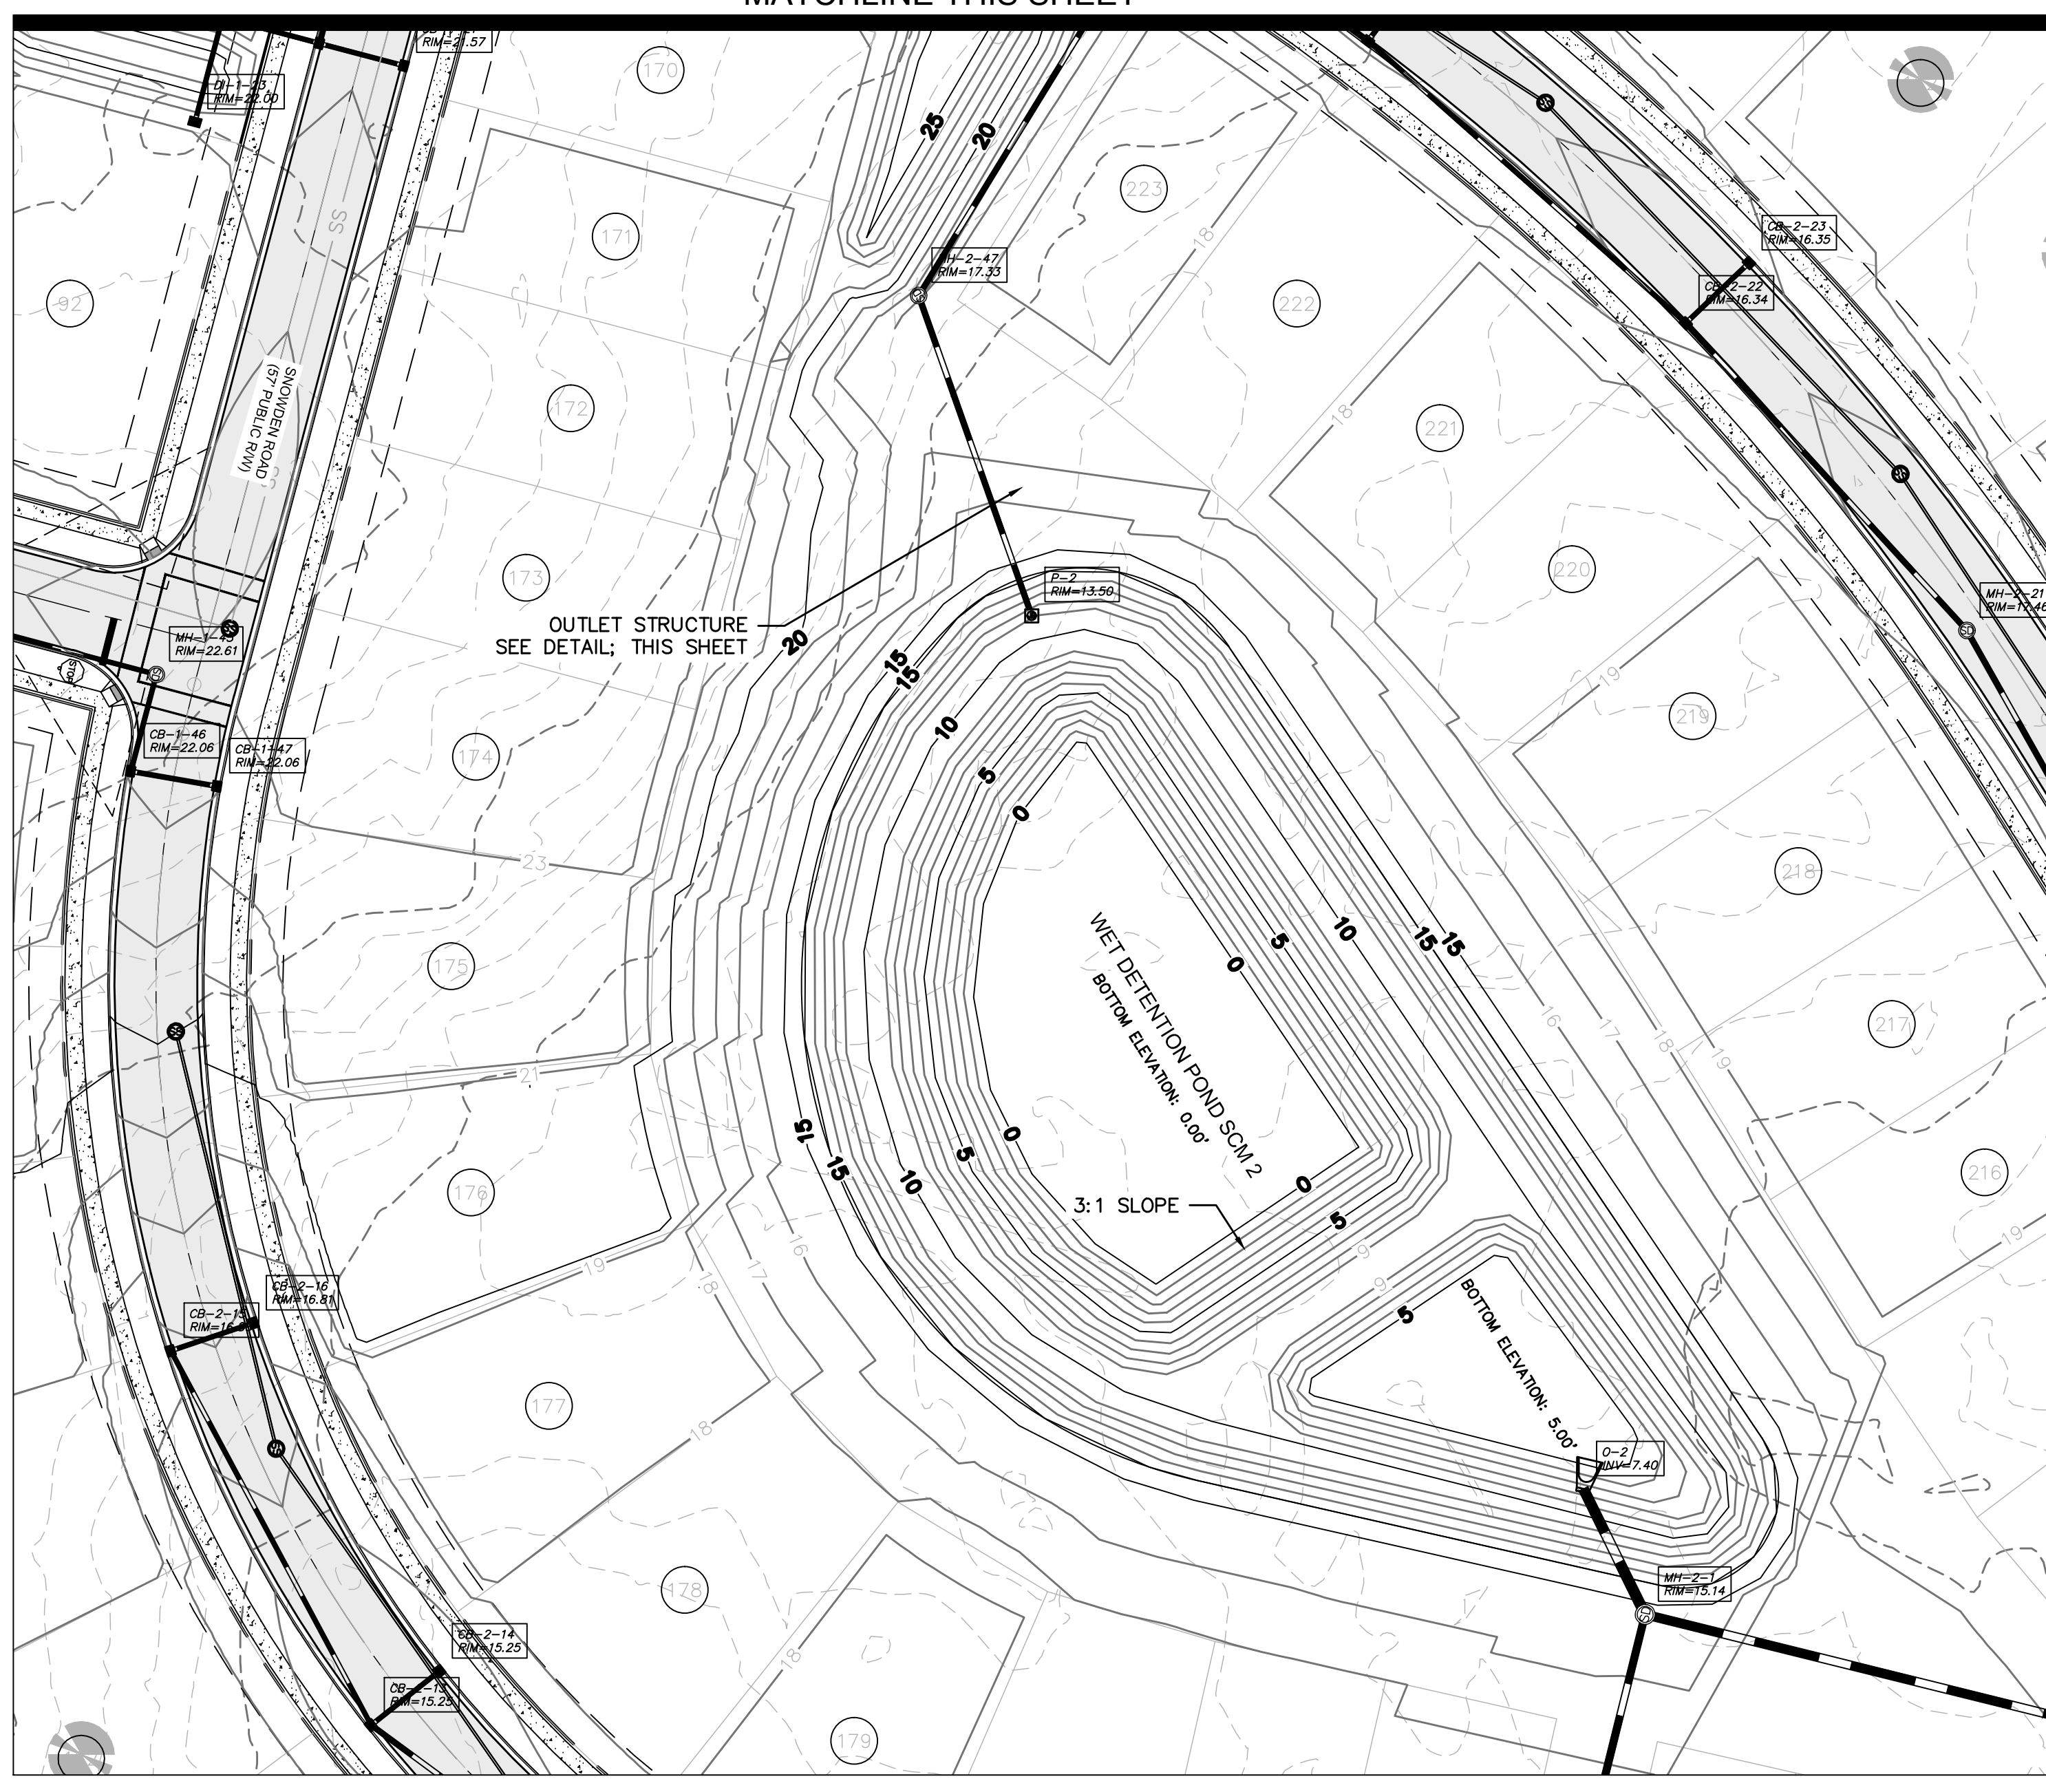 MATCHLINE THIS SHEET
RIM=21.57
DI-1-23
RIM=22.00
170
25
20
223
CB-2-23
RIM=16.35
171
18
MH-2-47
RIM=17.33
SS
92
222
CB-2-22
RIM=16.34
SNOWDEN ROAD
(57' PUBLIC R/W)
172
18
221
173
220
P-2
RIM=13.50
OUTLET STRUCTURE
SEE DETAIL; THIS SHEET
20
15
15
MH-2-21
RIM=17.46
SD
MH-1-45
RIM=22.61
STOP
SD
19
219
10
CB-1-46
RIM=22.06
CB-1-47
RIM=22.06
174
5
0
23
218
175
WET DETENTION POND SCM 2
BOTTOM ELEVATION: 0.00'
0
5
10
15
15
16
17
18
19
217
21
15
15
10
5
0
176
3:1 SLOPE
0
5
9
9
216
19
16
17
18
19
CB-2-16
RIM=16.81
CB-2-15
5
BOTTOM ELEVATION: 5.00'
177
18
O-2
INV=7.40
178
MH-2-1
RIM=15.14
SD
CB-2-14
RIM=15.25
18
CB-2-13
RIM=15.25
179